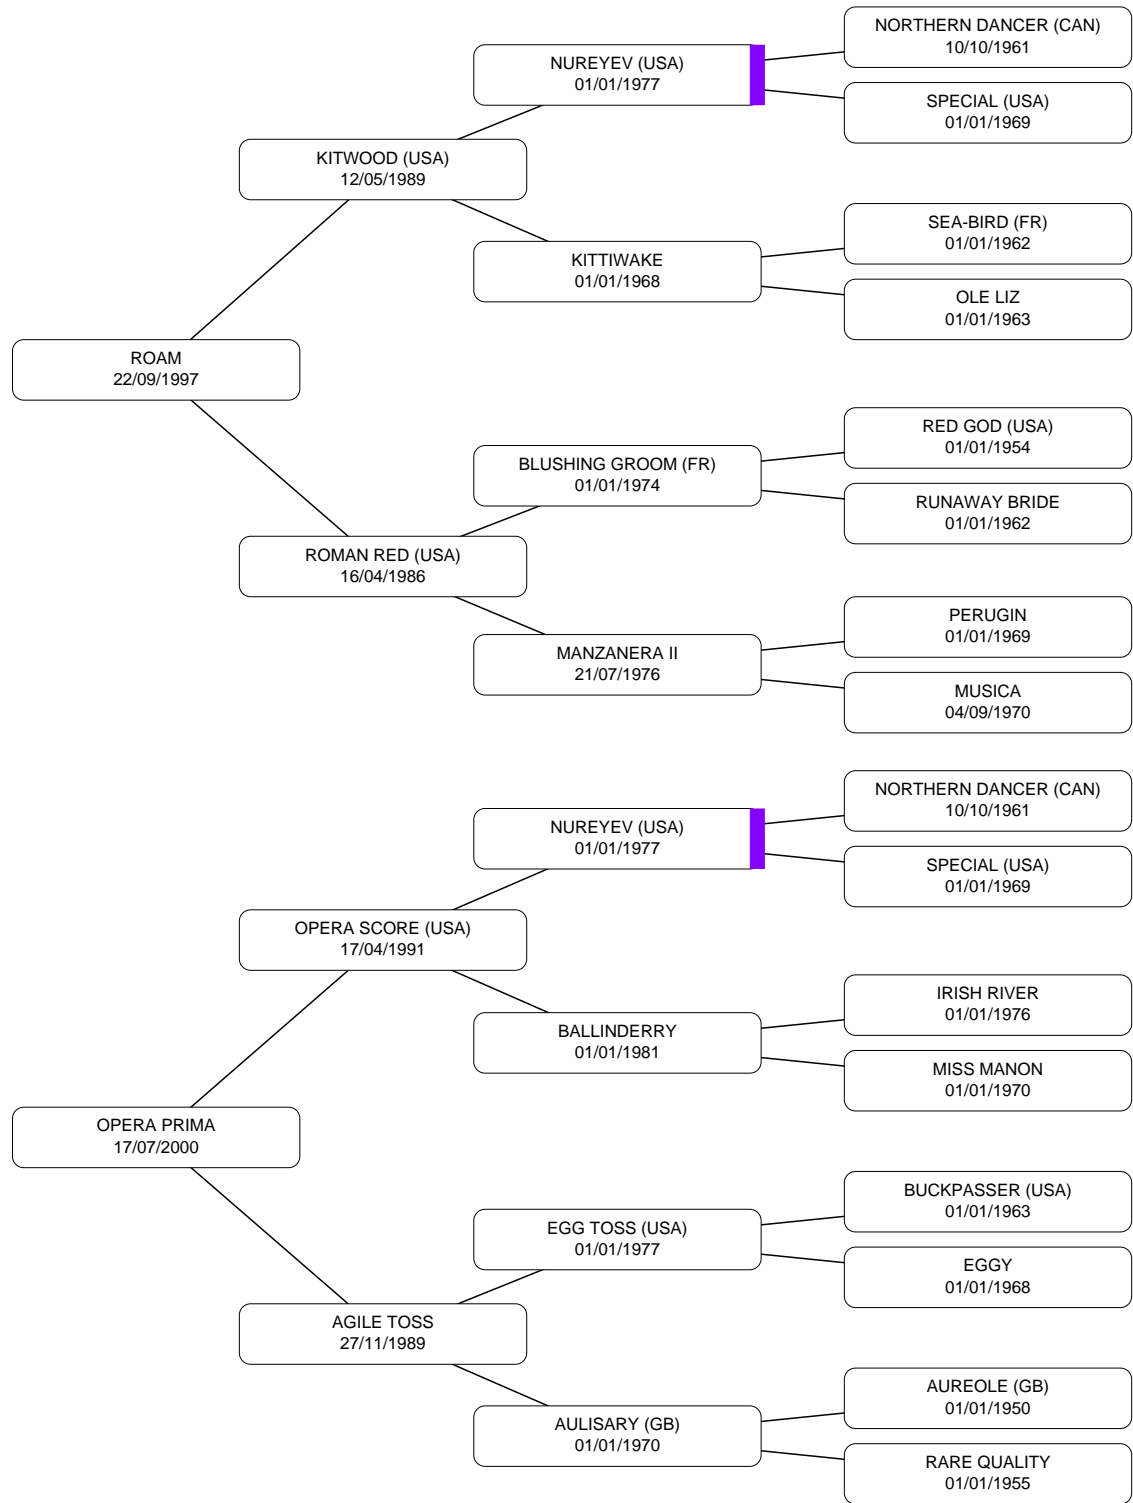 NORTHERN DANCER (CAN)
10/10/1961
NUREYEV (USA)
01/01/1977
SPECIAL (USA)
01/01/1969
KITWOOD (USA)
12/05/1989
SEA-BIRD (FR)
01/01/1962
KITTIWAKE
01/01/1968
OLE LIZ
01/01/1963
ROAM
22/09/1997
RED GOD (USA)
01/01/1954
BLUSHING GROOM (FR)
01/01/1974
RUNAWAY BRIDE
01/01/1962
ROMAN RED (USA)
16/04/1986
PERUGIN
01/01/1969
MANZANERA II
21/07/1976
MUSICA
04/09/1970
NORTHERN DANCER (CAN)
10/10/1961
NUREYEV (USA)
01/01/1977
SPECIAL (USA)
01/01/1969
OPERA SCORE (USA)
17/04/1991
IRISH RIVER
01/01/1976
BALLINDERRY
01/01/1981
MISS MANON
01/01/1970
OPERA PRIMA
17/07/2000
BUCKPASSER (USA)
01/01/1963
EGG TOSS (USA)
01/01/1977
EGGY
01/01/1968
AGILE TOSS
27/11/1989
AUREOLE (GB)
01/01/1950
AULISARY (GB)
01/01/1970
RARE QUALITY
01/01/1955